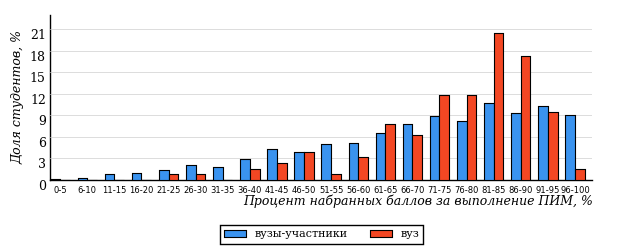 Доля студентов, %
21
18
15
12
9
6
3
0
0-5 6-10 11-15 16-20 21-25 26-30 31-35 36-40 41-45 46-50 51-55 56-60 61-65 66-70 71-75 76-80 81-85 86-90 91-95 96-100
Процент набранных баллов за выполнение ПИМ, %
вузы-участники вуз